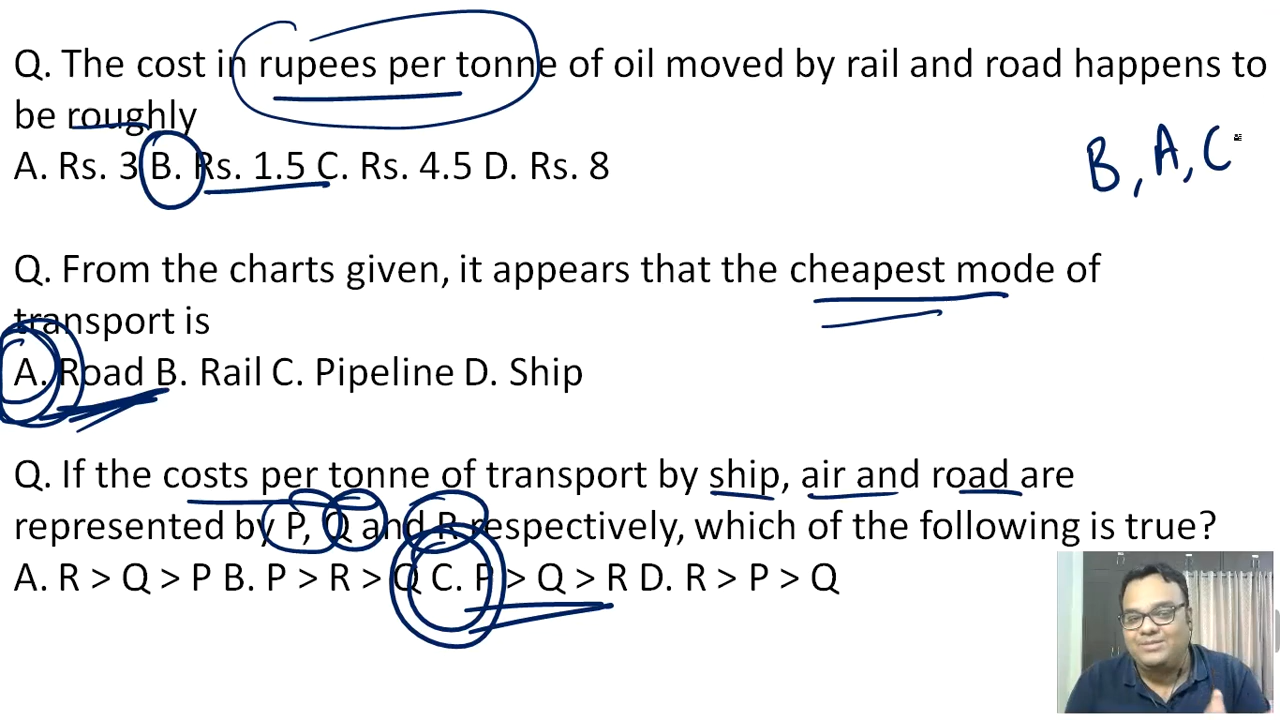 Q. The cost in rupees per tonne of oil moved by rail and road happens to
be roughly
A. Rs. 3 B. Rs. 1.5 C. Rs. 4.5 D. Rs. 8
B, A, C
Q. From the charts given, it appears that the cheapest mode of
transport is
A. Road B. Rail C. Pipeline D. Ship
Q. If the costs per tonne of transport by ship, air and road are
represented by P, Q and R respectively, which of the following is true?
A. R > Q > P B. P > R > Q C. P > Q > R D. R > P > Q